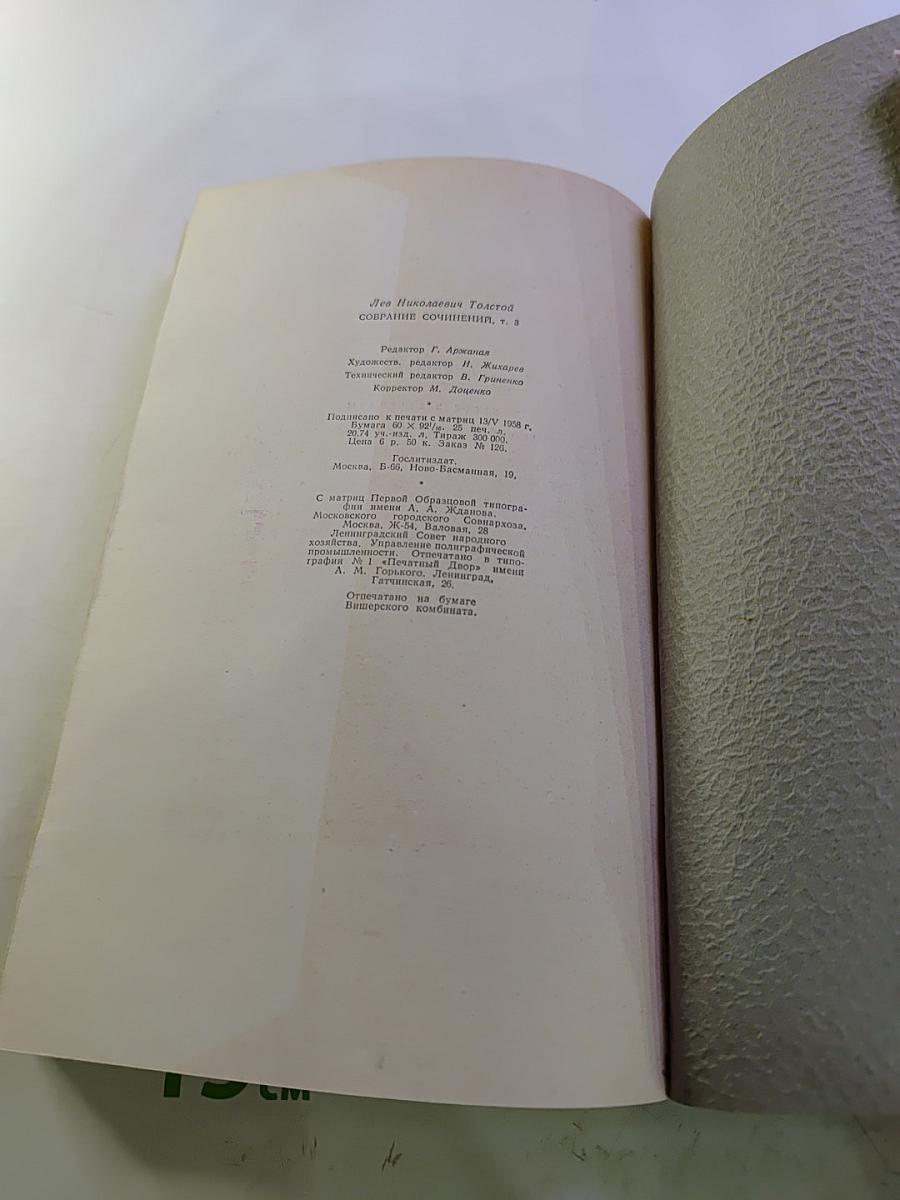 Лев Николаевич Толстой
СОБРАНИЕ СОЧИНЕНИЙ, т. 3
Редактор Г. Аржаная
Художеств. редактор Н. Жихарев
Технический редактор В. Гриненко
Корректор М. Доценко
*
Подписано к печати с матриц 13/V 1958 г.
Бумага 60 × 92¹/₁₆. 25 печ. л.
20.74 уч.-изд. л. Тираж 300 000.
Цена 6 р. 50 к. Заказ № 126.
Гослитиздат.
Москва, Б-66, Ново-Басманная, 19.
*
С матриц Первой Образцовой типогра-
фии имени А. А. Жданова.
Московского городского Совнархоза.
Москва, Ж-54, Валовая, 28
Ленинградский Совет народного
хозяйства. Управление полиграфической
промышленности. Отпечатано в типо-
графии № 1 «Печатный Двор» имени
А. М. Горького. Ленинград,
Гатчинская, 26.
Отпечатано на бумаге
Вишерского комбината.
см